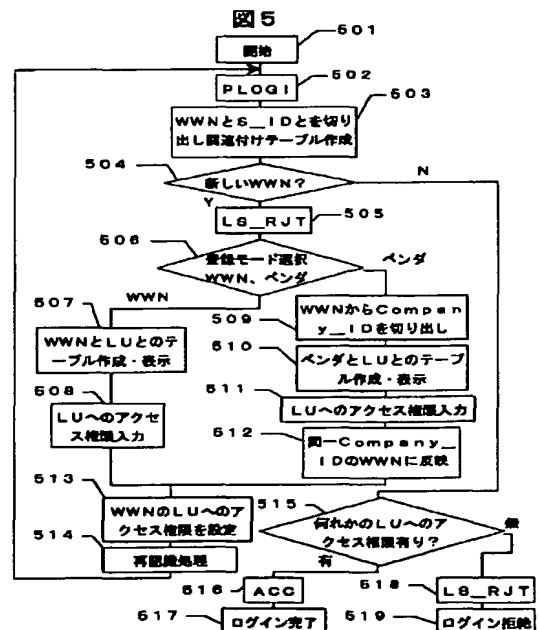 図5
501
開始
502
PLOGI
503
WWNとS__IDとを切り
出し関連付けテーブル作成
504
新しいWWN?
N
Y
505
LS_RJT
506
登録モード選択
WWN、ベンダ
ベンダ
WWN
507
WWNとLUとのテ
ーブル作成・表示
508
LUへのアクセ
ス権限入力
509
WWNからCompan
y__IDを切り出し
510
ベンダとLUとのテー
ブル作成・表示
511
LUへのアクセス権限入力
512
同一Company__
IDのWWNに反映
513
WWNのLUへのア
クセス権限を設定
514
再認識処理
515
何れかのLUへのア
クセス権限有り?
無
有
516
ACC
517
ログイン完了
518
LS_RJT
519
ログイン拒絶